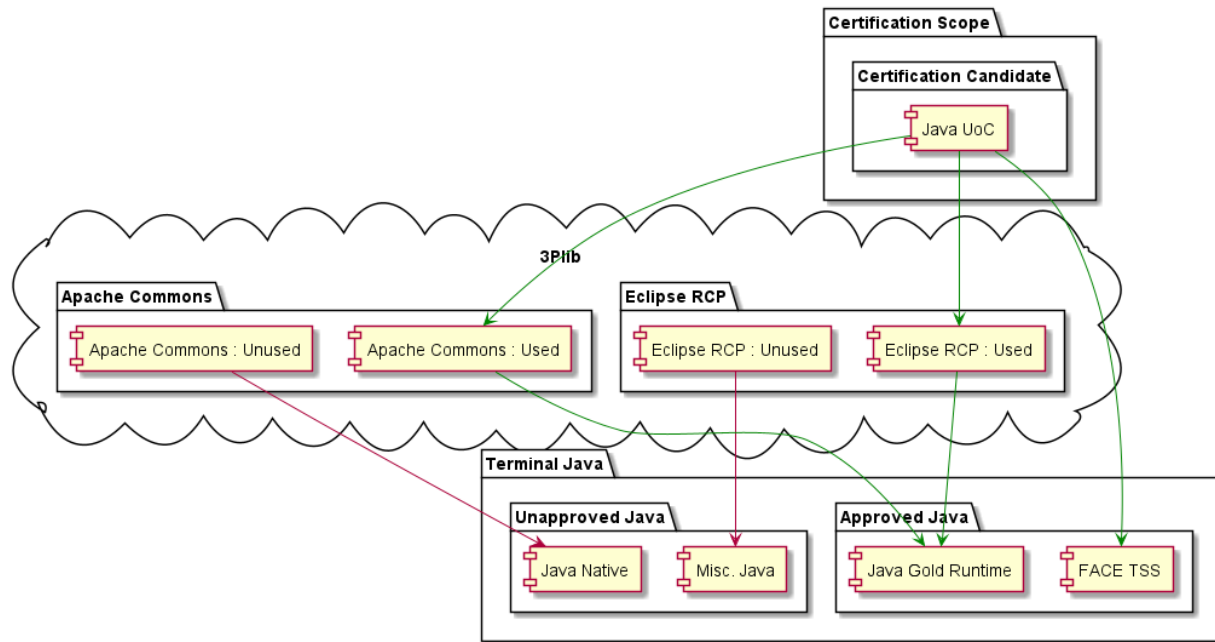 Certification Scope
Certification Candidate
Java UoC
3Plib
Apache Commons
Eclipse RCP
Apache Commons : Unused
Apache Commons : Used
Eclipse RCP : Unused
Eclipse RCP : Used
Terminal Java
Unapproved Java
Approved Java
Java Native
Misc. Java
Java Gold Runtime
FACE TSS